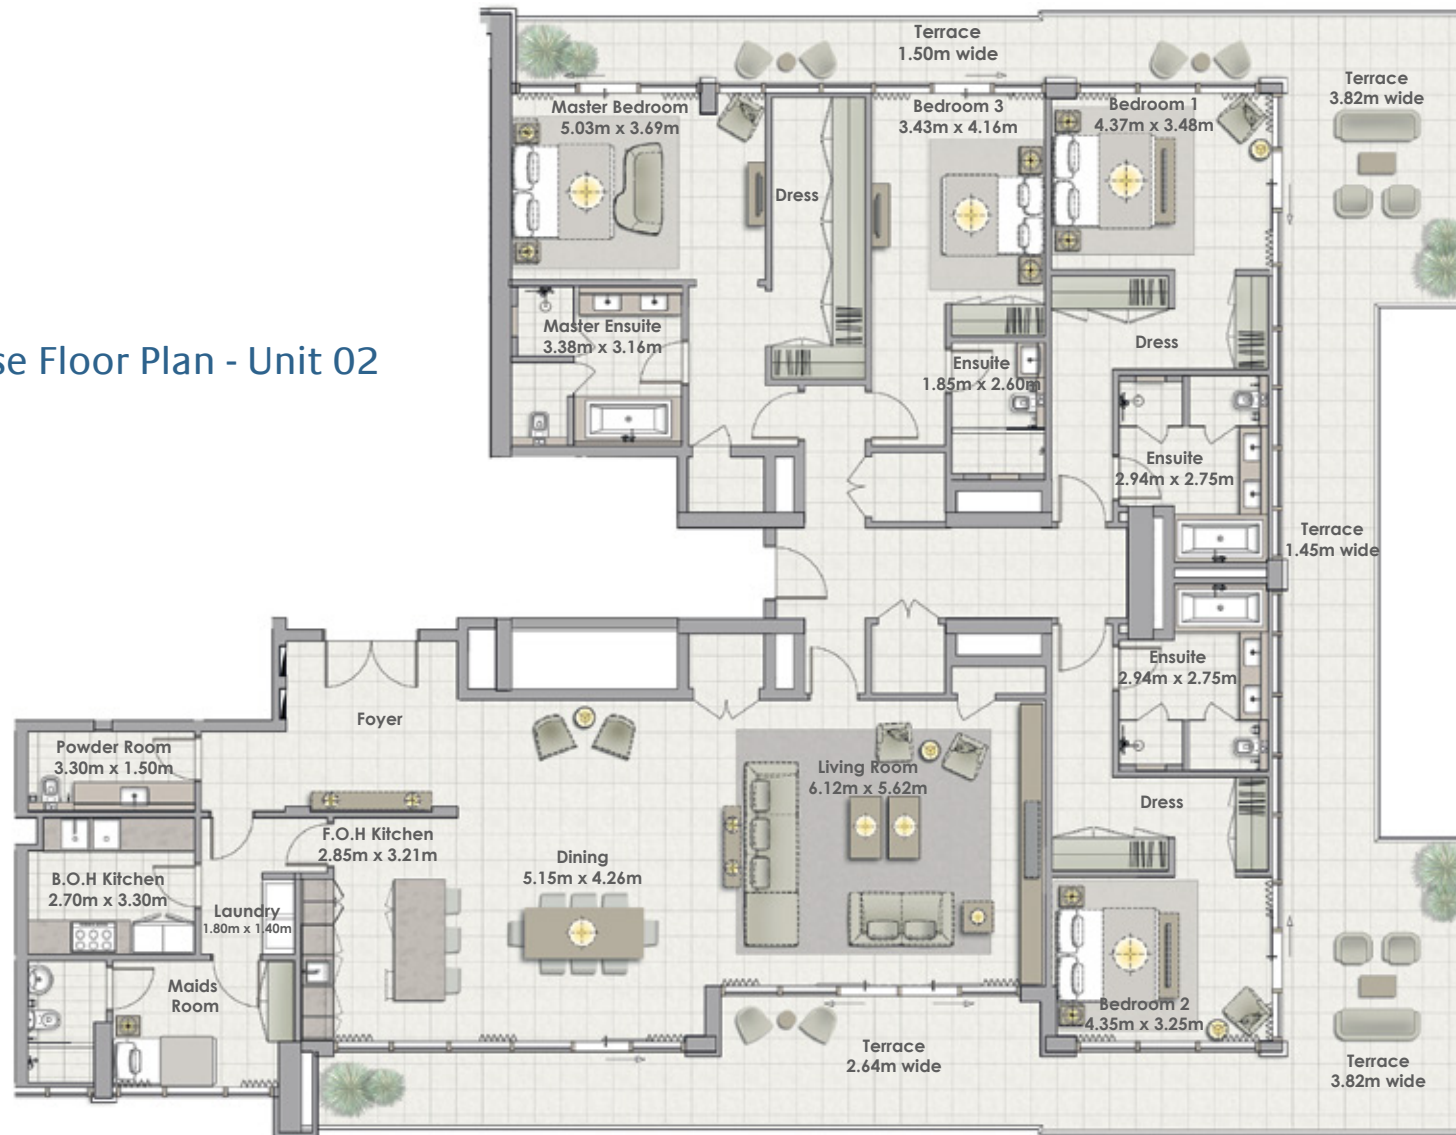 Terrace
1.50m wide
Terrace
3.82m wide
Master Bedroom
5.03m x 3.69m
Bedroom 3
3.43m x 4.16m
Bedroom 1
4.37m x 3.48m
Dress
Master Ensuite
3.38m x 3.16m
Dress
se Floor Plan - Unit 02
Ensuite
1.85m x 2.60m
Ensuite
2.94m x 2.75m
Terrace
1.45m wide
Ensuite
2.94m x 2.75m
Foyer
Powder Room
3.30m x 1.50m
Living Room
6.12m x 5.62m
Dress
F.O.H Kitchen
2.85m x 3.21m
Dining
5.15m x 4.26m
B.O.H Kitchen
2.70m x 3.30m
Laundry
1.80m x 1.40m
Maids
Room
Bedroom 2
4.35m x 3.25m
Terrace
2.64m wide
Terrace
3.82m wide